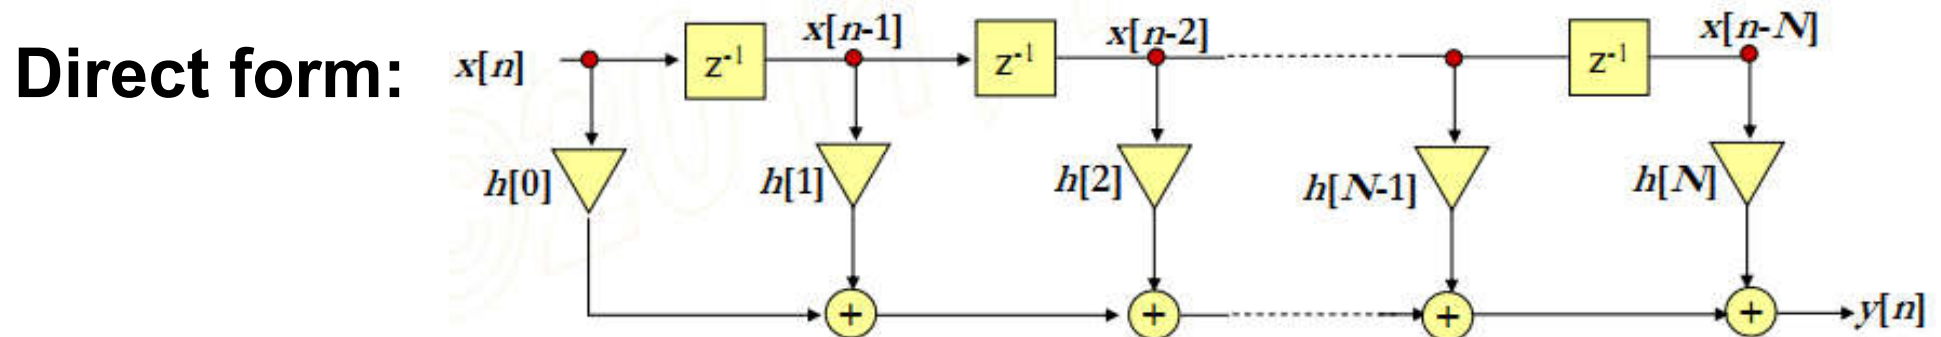 Direct form:
x[n]
z-1
x[n-1]
z-1
x[n-2]
z-1
x[n-N]
h[0]
h[1]
h[2]
h[N-1]
h[N]
+
+
+
+
y[n]